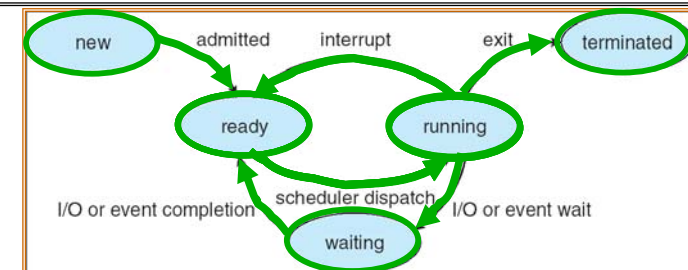 new
admitted
interrupt
exit
terminated
ready
running
scheduler dispatch
I/O or event completion
I/O or event wait
waiting